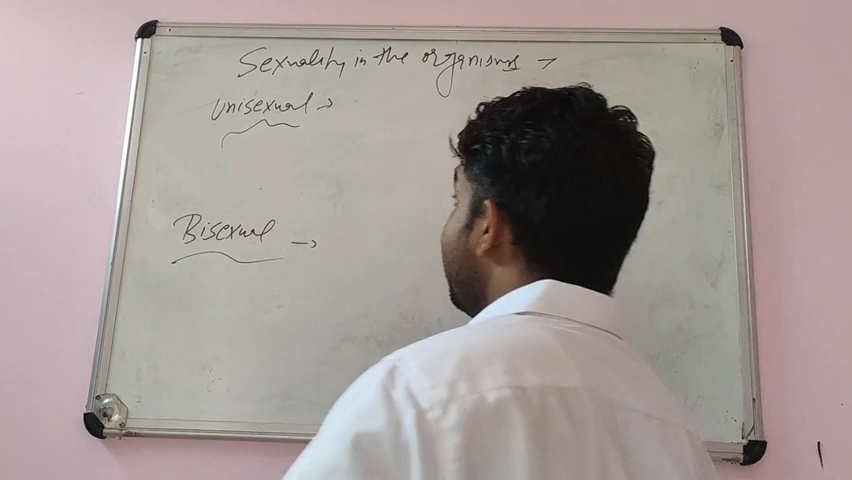 Sexuality in the organisms →
Unisexual →
Bisexual →